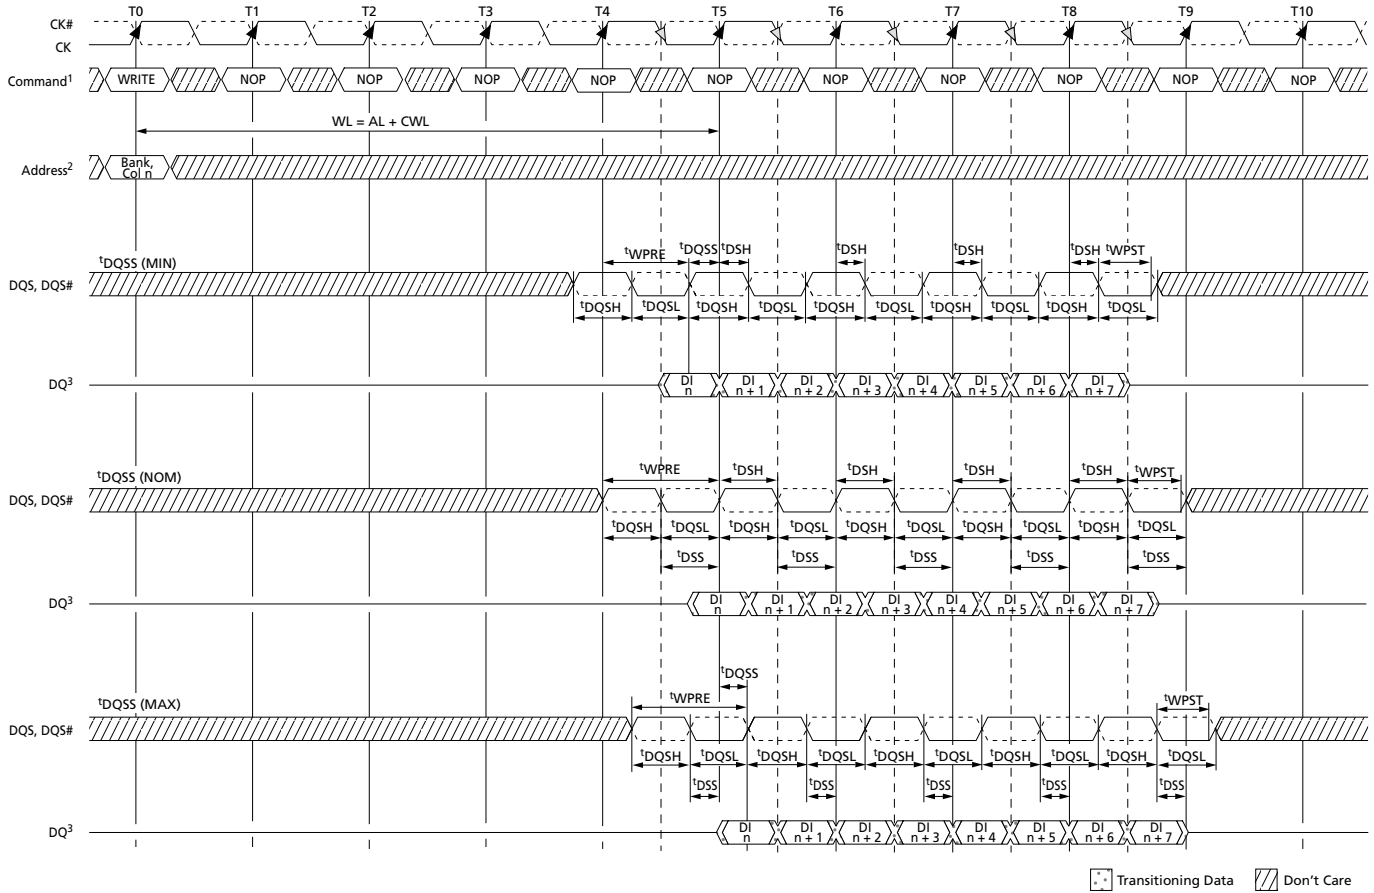 T0 T1 T2 T3 T4 T5 T6 T7 T8 T9 T10
CK#
CK
Command¹ WRITE NOP NOP NOP NOP NOP NOP NOP NOP NOP NOP
WL = AL + CWL
Address² Bank, Col n
tDQSS (MIN) tWPRE tDQSS tDSH tDSH tDSH tDSH tWPST
DQS, DQS#
tDQSH tDQSL tDQSH tDQSL tDQSH tDQSL tDQSH tDQSL tDQSH tDQSL
DQ³ DI n DI n + 1 DI n + 2 DI n + 3 DI n + 4 DI n + 5 DI n + 6 DI n + 7
tDQSS (NOM) tWPRE tDSH tDSH tDSH tDSH tWPST
DQS, DQS#
tDQSH tDQSL tDQSH tDQSL tDQSH tDQSL tDQSH tDQSL tDQSH tDQSL
tDSS tDSS tDSS tDSS tDSS
DQ³ DI n DI n + 1 DI n + 2 DI n + 3 DI n + 4 DI n + 5 DI n + 6 DI n + 7
tDQSS
tDQSS (MAX) tWPRE tWPST
DQS, DQS#
tDQSH tDQSL tDQSH tDQSL tDQSH tDQSL tDQSH tDQSL tDQSH tDQSL
tDSS tDSS tDSS tDSS tDSS
DQ³ DI n DI n + 1 DI n + 2 DI n + 3 DI n + 4 DI n + 5 DI n + 6 DI n + 7
Transitioning Data Don't Care